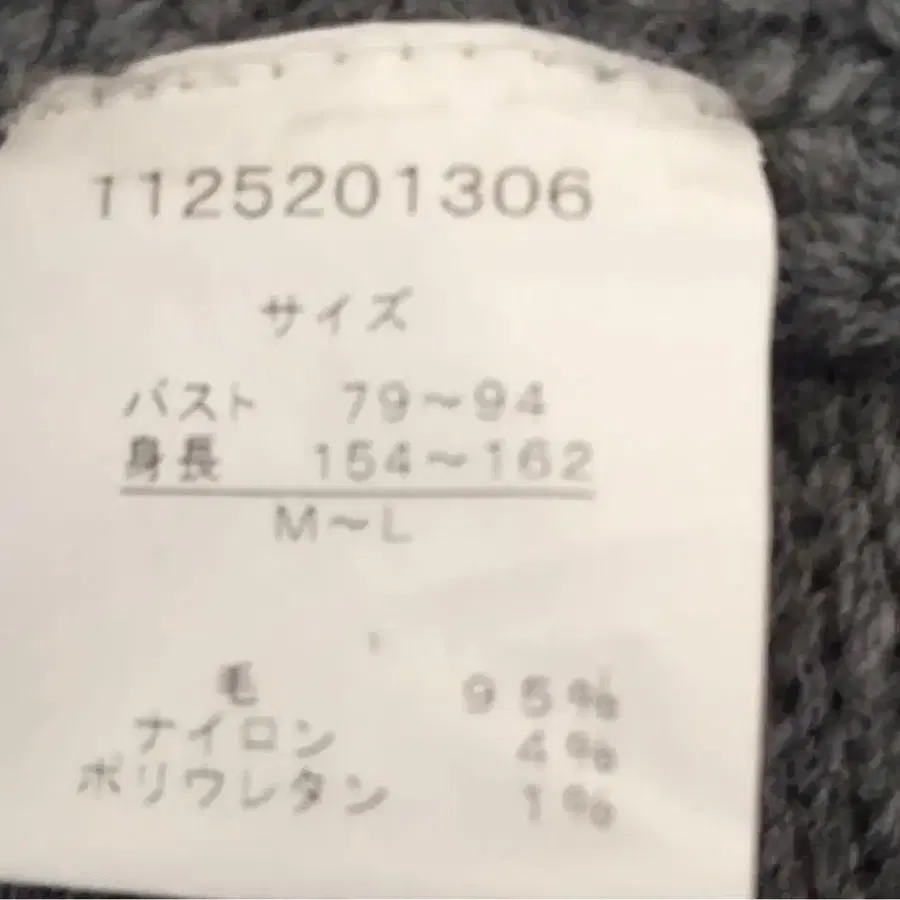 1125201306
サイズ
バスト 79～94
身長 154～162
M～L
毛 95%
ナイロン 4%
ポリウレタン 1%